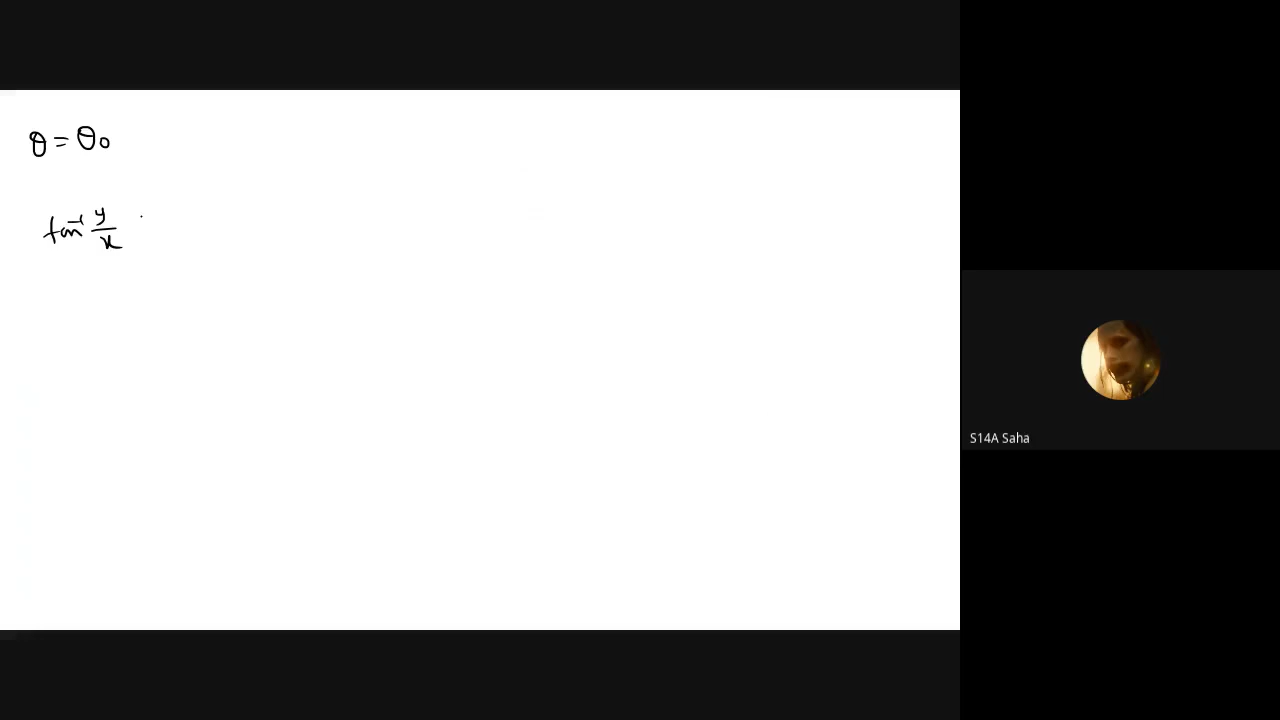 θ = θ₀
tan⁻¹ y/x
S14A Saha